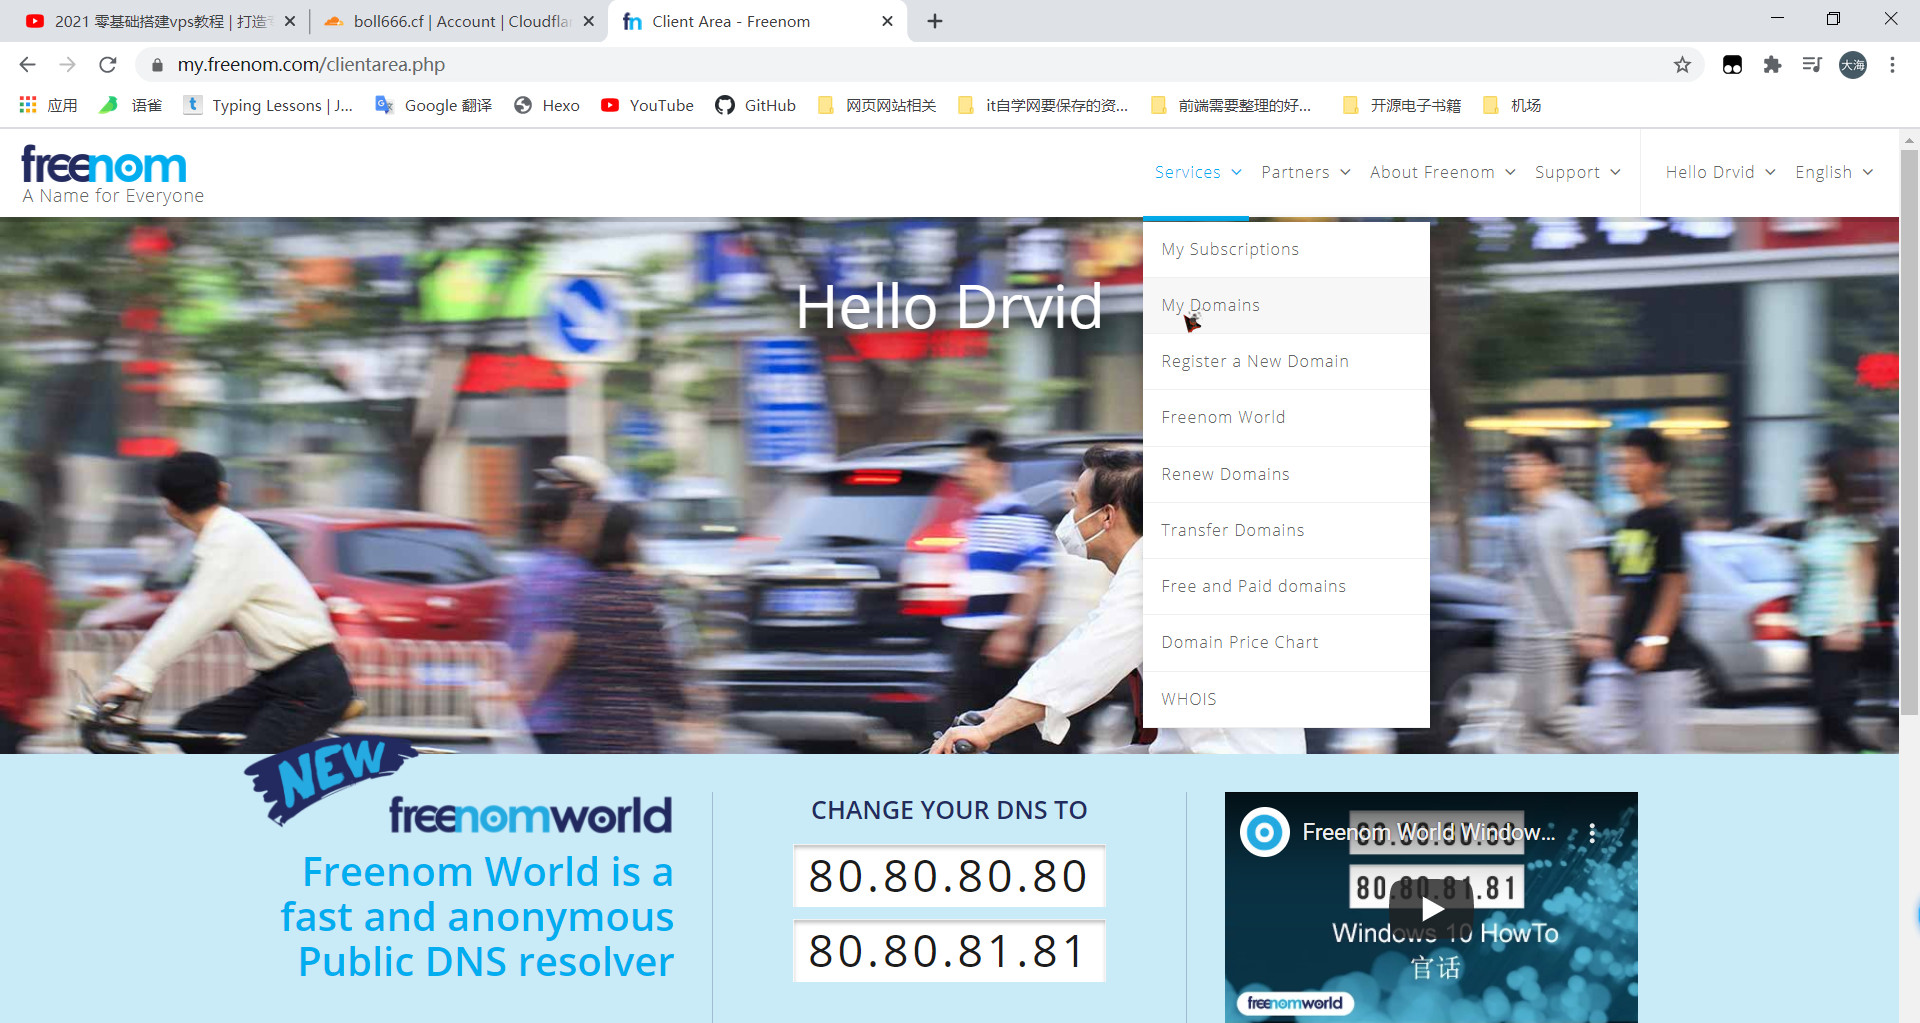 2021 零基础搭建vps教程 | 打造
boll666.cf | Account | Cloudfla
Client Area - Freenom
my.freenom.com/clientarea.php
大海
应用
语雀
Typing Lessons | J...
Google 翻译
Hexo
YouTube
GitHub
网页网站相关
it自学网要保存的资...
前端需要整理的好...
开源电子书籍
机场
freenom
A Name for Everyone
Services
Partners
About Freenom
Support
Hello Drvid
English
My Subscriptions
My Domains
Register a New Domain
Freenom World
Renew Domains
Transfer Domains
Free and Paid domains
Domain Price Chart
WHOIS
Hello Drvid
NEW
freenomworld
Freenom World is a
fast and anonymous
Public DNS resolver
CHANGE YOUR DNS TO
80.80.80.80
80.80.81.81
Freenom World Window...
80.80.80.80
80.80.81.81
Windows 10 HowTo
官话
freenomworld